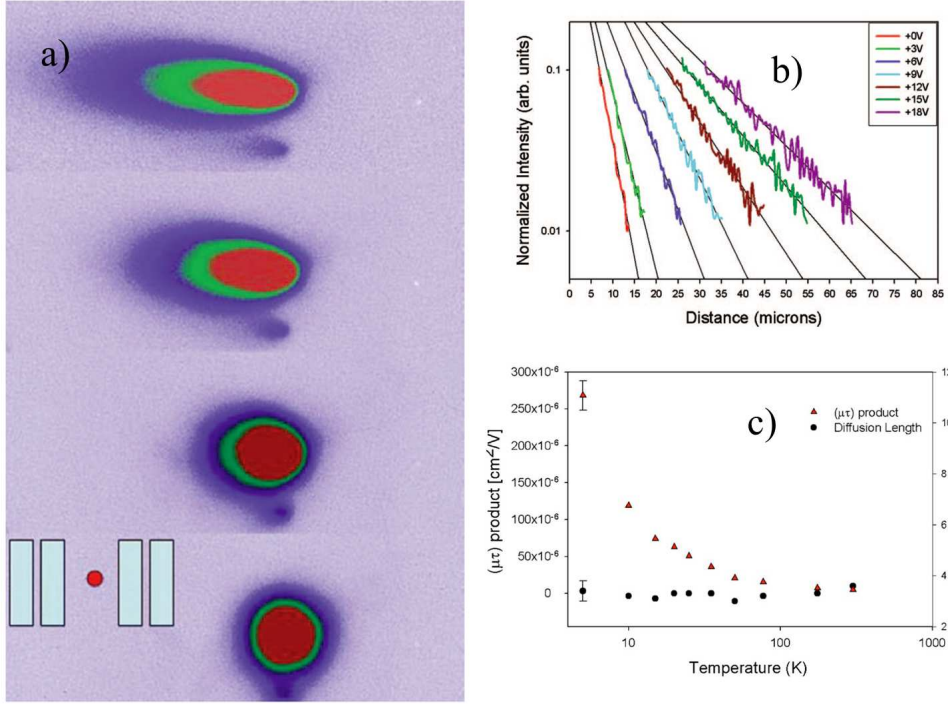 a)
b)
Normalized Intensity (arb. units)
0.1
0.01
+0V
+3V
+6V
+9V
+12V
+15V
+18V
0 5 10 15 20 25 30 35 40 45 50 55 60 65 70 75 80 85
Distance (microns)
c)
(μτ) product [cm²/V]
300x10⁻⁶
250x10⁻⁶
200x10⁻⁶
150x10⁻⁶
100x10⁻⁶
50x10⁻⁶
0
(μτ) product
Diffusion Length
12
10
8
6
4
2
10 100 1000
Temperature (K)